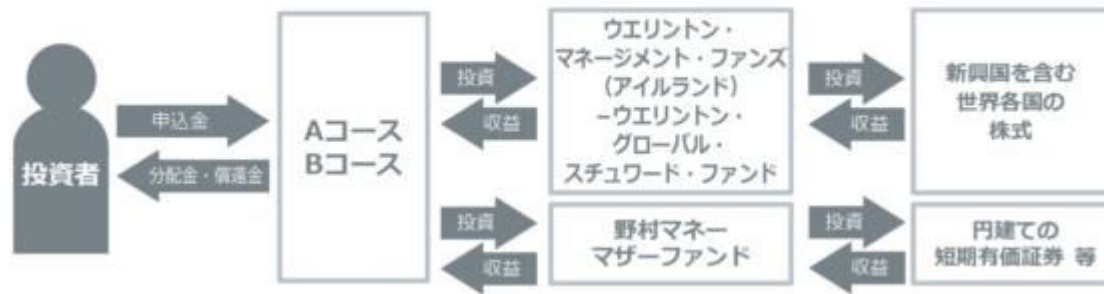 投資者
申込金
分配金・償還金
Aコース
Bコース
投資
収益
ウエリントン・
マネージメント・ファンズ
(アイルランド)
−ウエリントン・
グローバル・
スチュワード・ファンド
投資
収益
新興国を含む
世界各国の
株式
投資
収益
野村マネー
マザーファンド
投資
収益
円建ての
短期有価証券 等